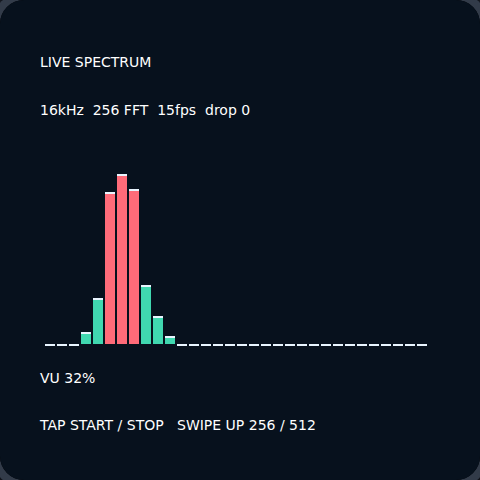 LIVE SPECTRUM
16kHz  256 FFT  15fps  drop 0
VU 32%
TAP START / STOP   SWIPE UP 256 / 512